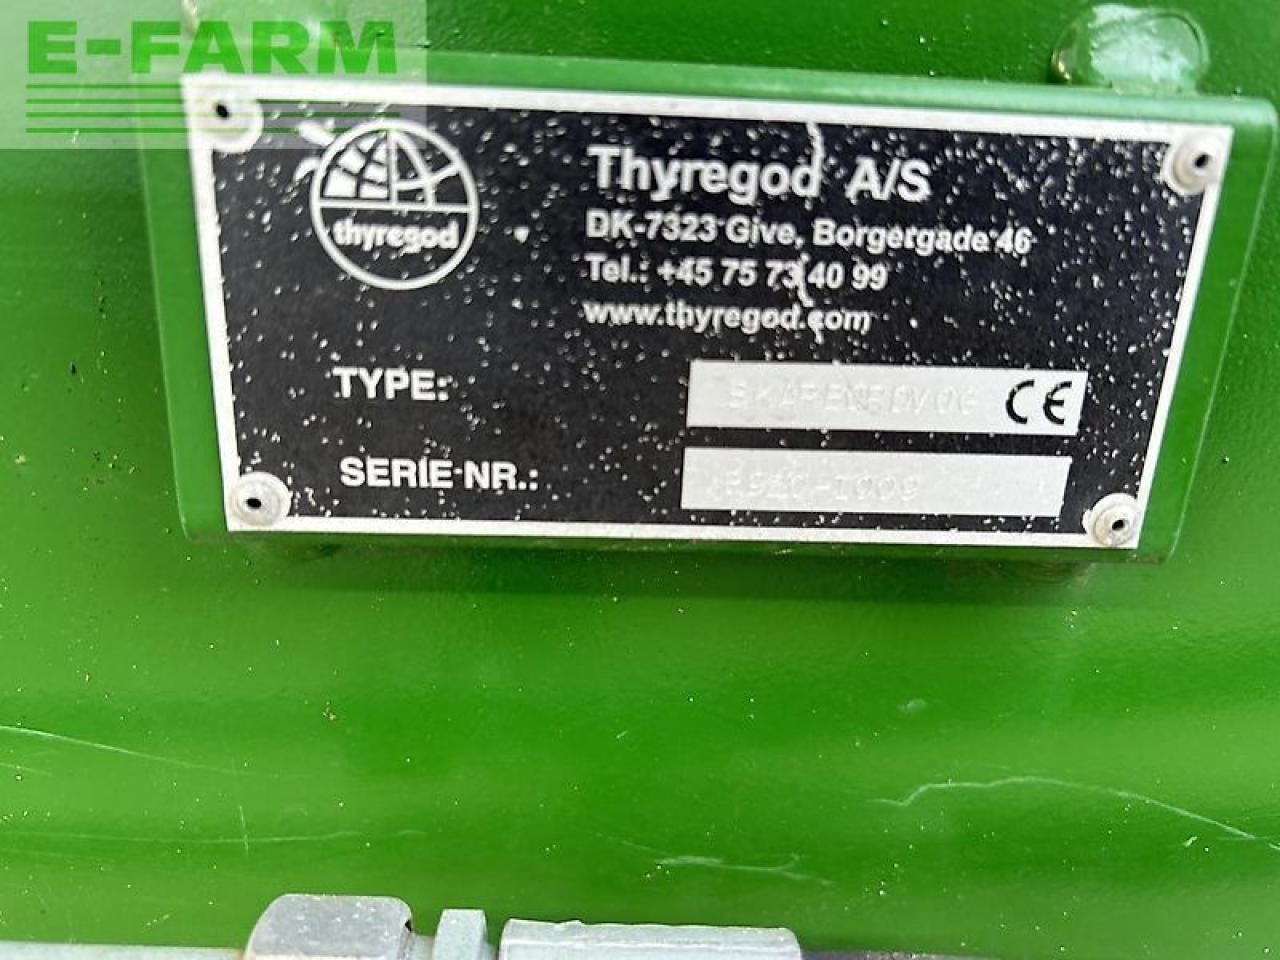 E-FARM
thyregod
Thyregod A/S
DK-7323 Give, Borgergade 46
Tel.: +45 75 73 40 99
www.thyregod.com
TYPE:
CE
SERIE-NR.: